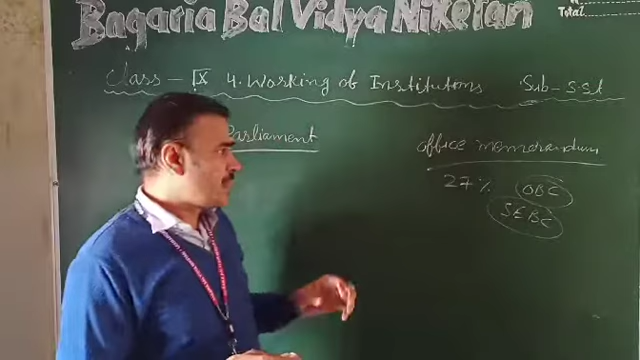 Bagaria Bal Vidya Niketan
Total
Class - IX 4. Working of Institutions Sub - S.St
Parliament
office memorandum
27% OBC
SEBC